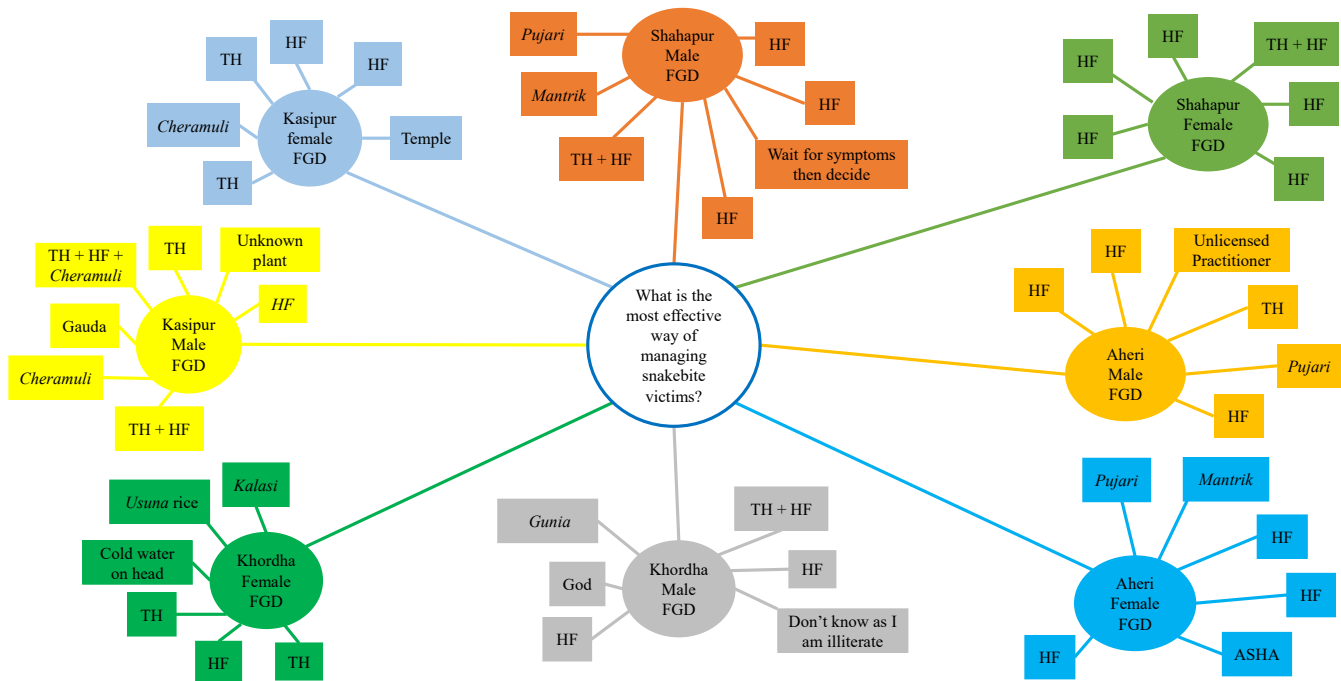 What is the
most effective
way of
managing
snakebite
victims?
Kasipur
female
FGD
TH
HF
HF
Cheramuli
Temple
TH
Shahapur
Male
FGD
Pujari
HF
Mantrik
HF
TH + HF
Wait for symptoms
then decide
HF
Shahapur
Female
FGD
HF
TH + HF
HF
HF
HF
HF
Kasipur
Male
FGD
TH
Unknown
plant
TH + HF +
Cheramuli
HF
Gauda
Cheramuli
TH + HF
Aheri
Male
FGD
HF
Unlicensed
Practitioner
HF
TH
Pujari
HF
Khordha
Female
FGD
Kalasi
Usuna rice
Cold water
on head
TH
HF
TH
Khordha
Male
FGD
Gunia
TH + HF
God
HF
HF
Don't know as I
am illiterate
Aheri
Female
FGD
Pujari
Mantrik
HF
HF
HF
ASHA